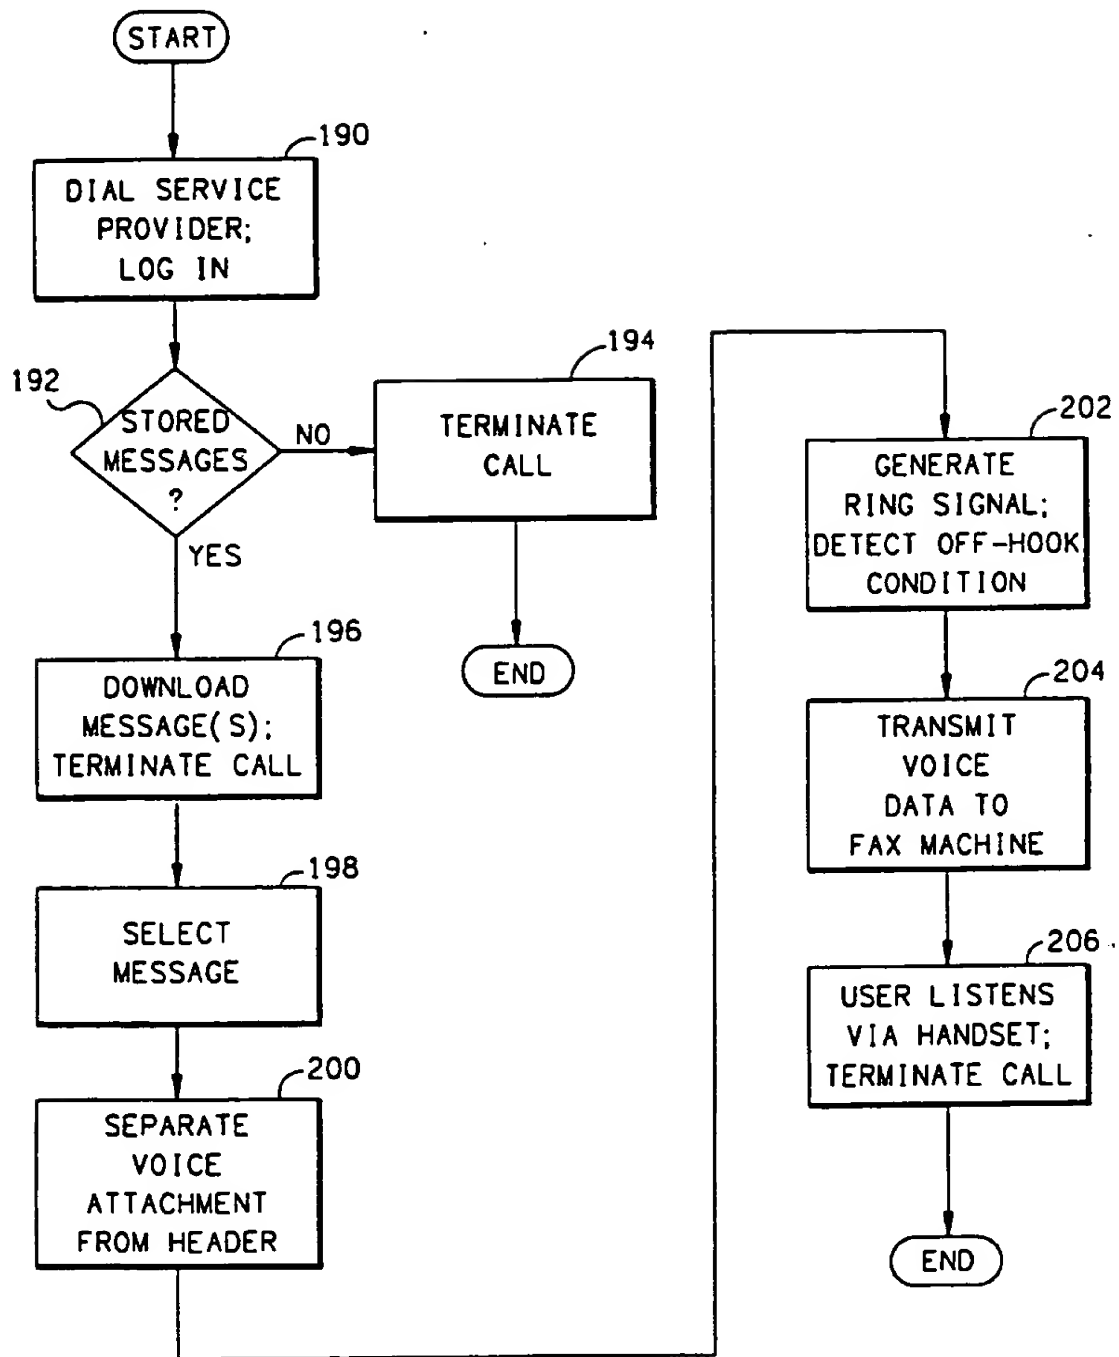 START
190
DIAL SERVICE
PROVIDER;
LOG IN
192
STORED
MESSAGES
?
NO
YES
194
TERMINATE
CALL
END
196
DOWNLOAD
MESSAGE(S);
TERMINATE CALL
198
SELECT
MESSAGE
200
SEPARATE
VOICE
ATTACHMENT
FROM HEADER
202
GENERATE
RING SIGNAL;
DETECT OFF-HOOK
CONDITION
204
TRANSMIT
VOICE
DATA TO
FAX MACHINE
206
USER LISTENS
VIA HANDSET;
TERMINATE CALL
END